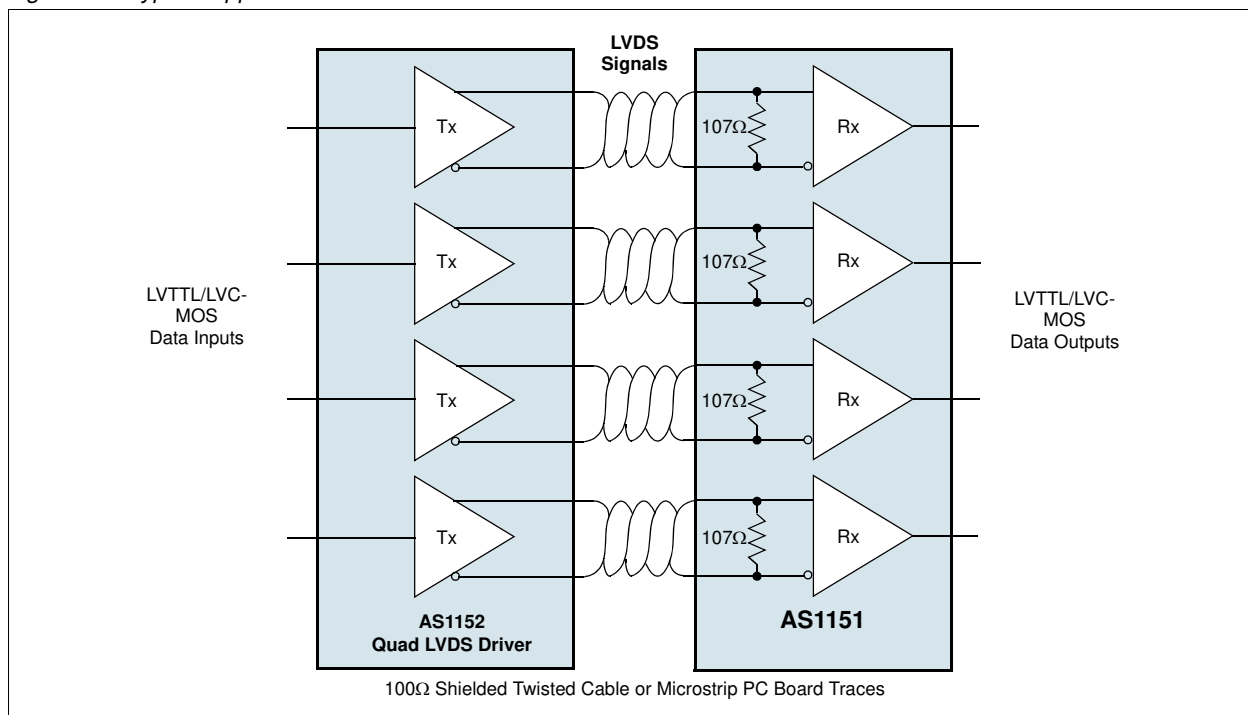 LVDS
Signals
Tx
107Ω
Rx
Tx
107Ω
Rx
LVTTL/LVC-
MOS
Data Inputs
LVTTL/LVC-
MOS
Data Outputs
Tx
107Ω
Rx
Tx
107Ω
Rx
AS1152
Quad LVDS Driver
AS1151
100Ω Shielded Twisted Cable or Microstrip PC Board Traces